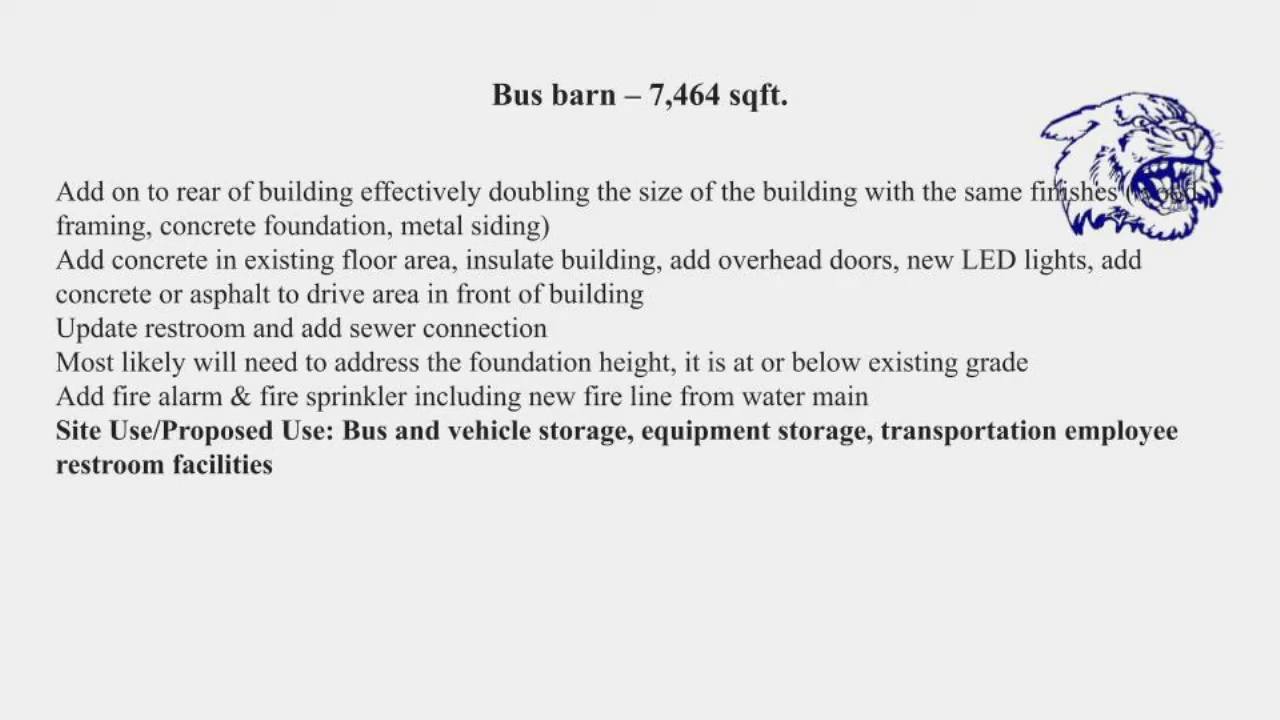 Bus barn – 7,464 sqft.
Add on to rear of building effectively doubling the size of the building with the same finishes (wood
framing, concrete foundation, metal siding)
Add concrete in existing floor area, insulate building, add overhead doors, new LED lights, add
concrete or asphalt to drive area in front of building
Update restroom and add sewer connection
Most likely will need to address the foundation height, it is at or below existing grade
Add fire alarm & fire sprinkler including new fire line from water main
Site Use/Proposed Use: Bus and vehicle storage, equipment storage, transportation employee
restroom facilities